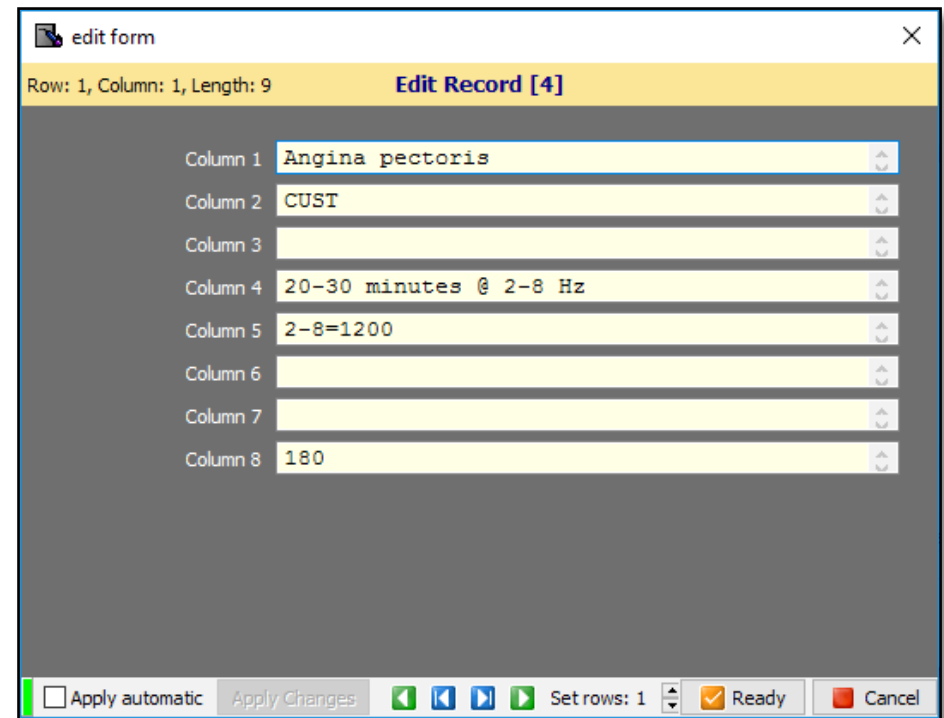 edit form
Row: 1, Column: 1, Length: 9 Edit Record [4]
Column 1 Angina pectoris
Column 2 CUST
Column 3
Column 4 20-30 minutes @ 2-8 Hz
Column 5 2-8=1200
Column 6
Column 7
Column 8 180
Apply automatic Apply Changes Set rows: 1 Ready Cancel